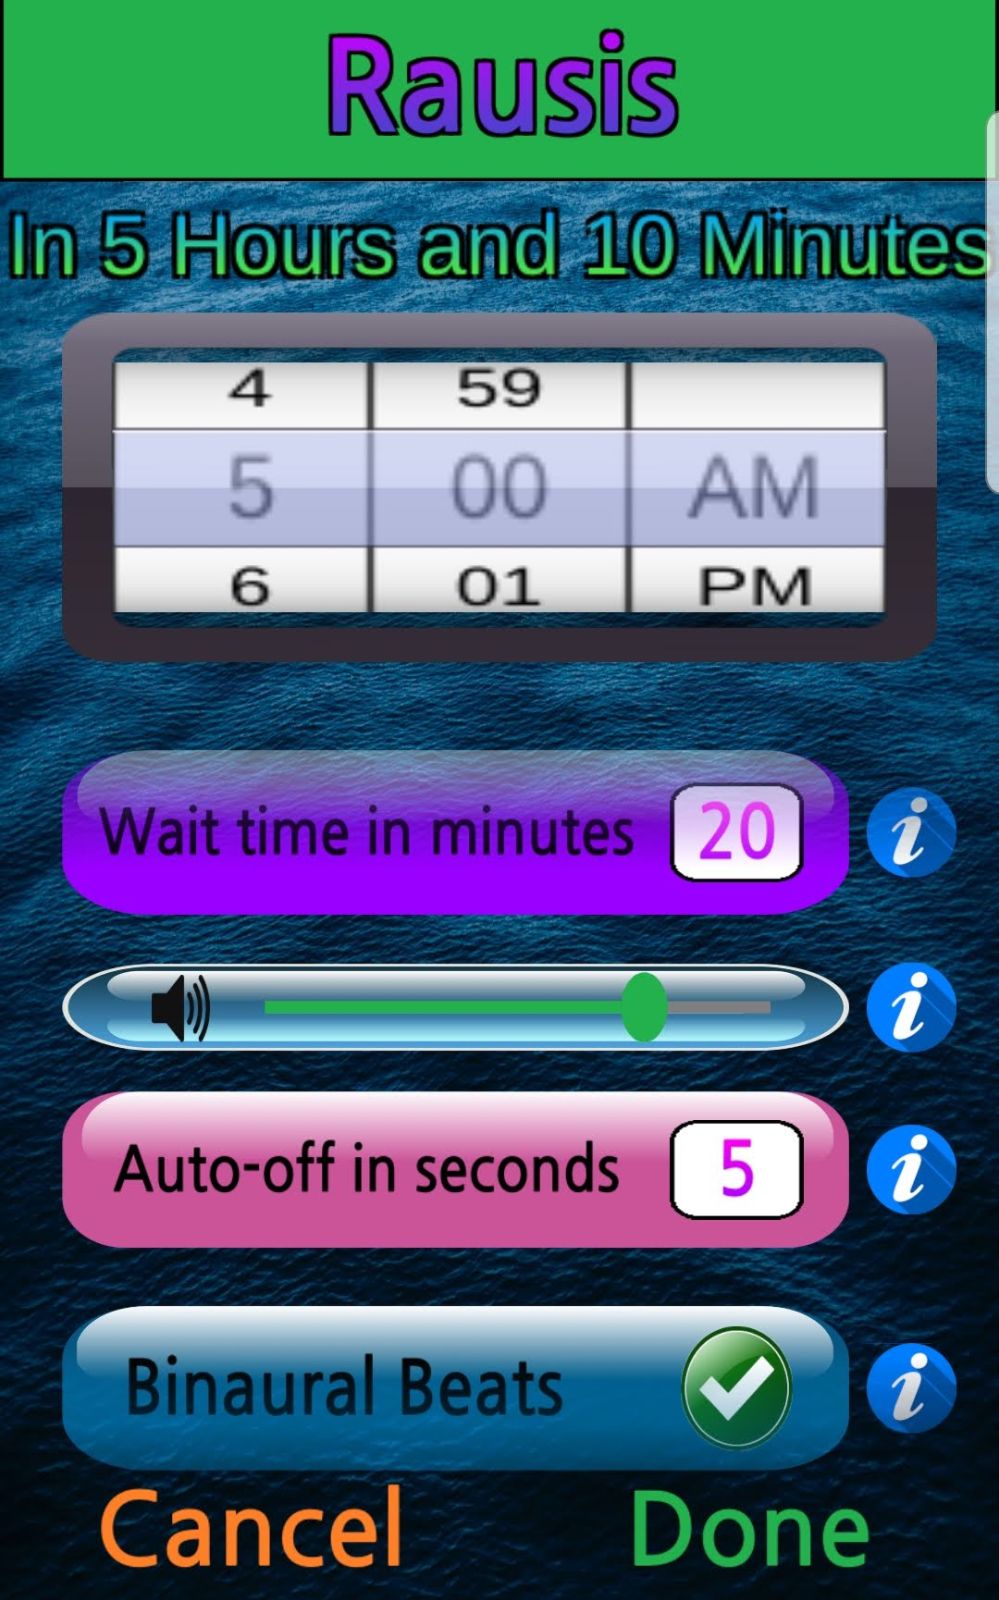 Rausis
In 5 Hours and 10 Minutes
4 59
5 00 AM
6 01 PM
Wait time in minutes 20
i
i
Auto-off in seconds 5
i
Binaural Beats
i
Cancel Done